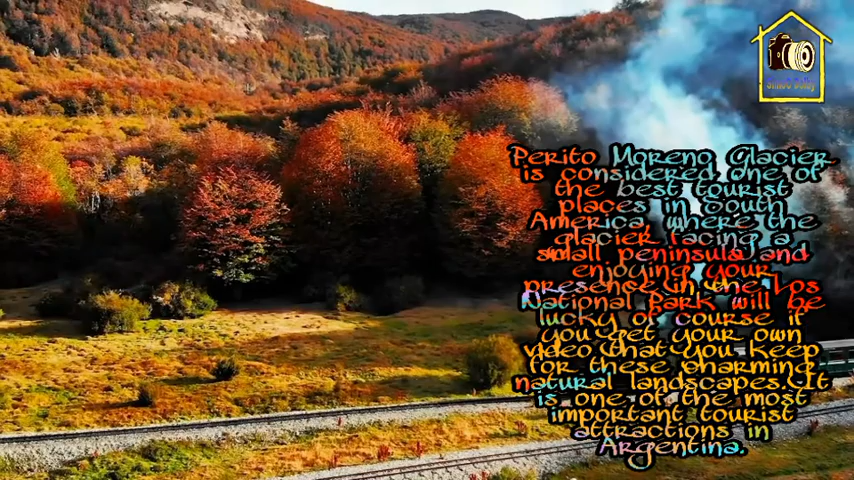 Perito Moreno Glacier
is considered one of
the best tourist
places in South
America, where the
glacier facing a
small peninsula and
enjoying your
presence in the Los
National Park will be
lucky of course if
you get your own
video that you keep
for these charming
natural landscapes. It
is one of the most
important tourist
attractions in
Argentina.